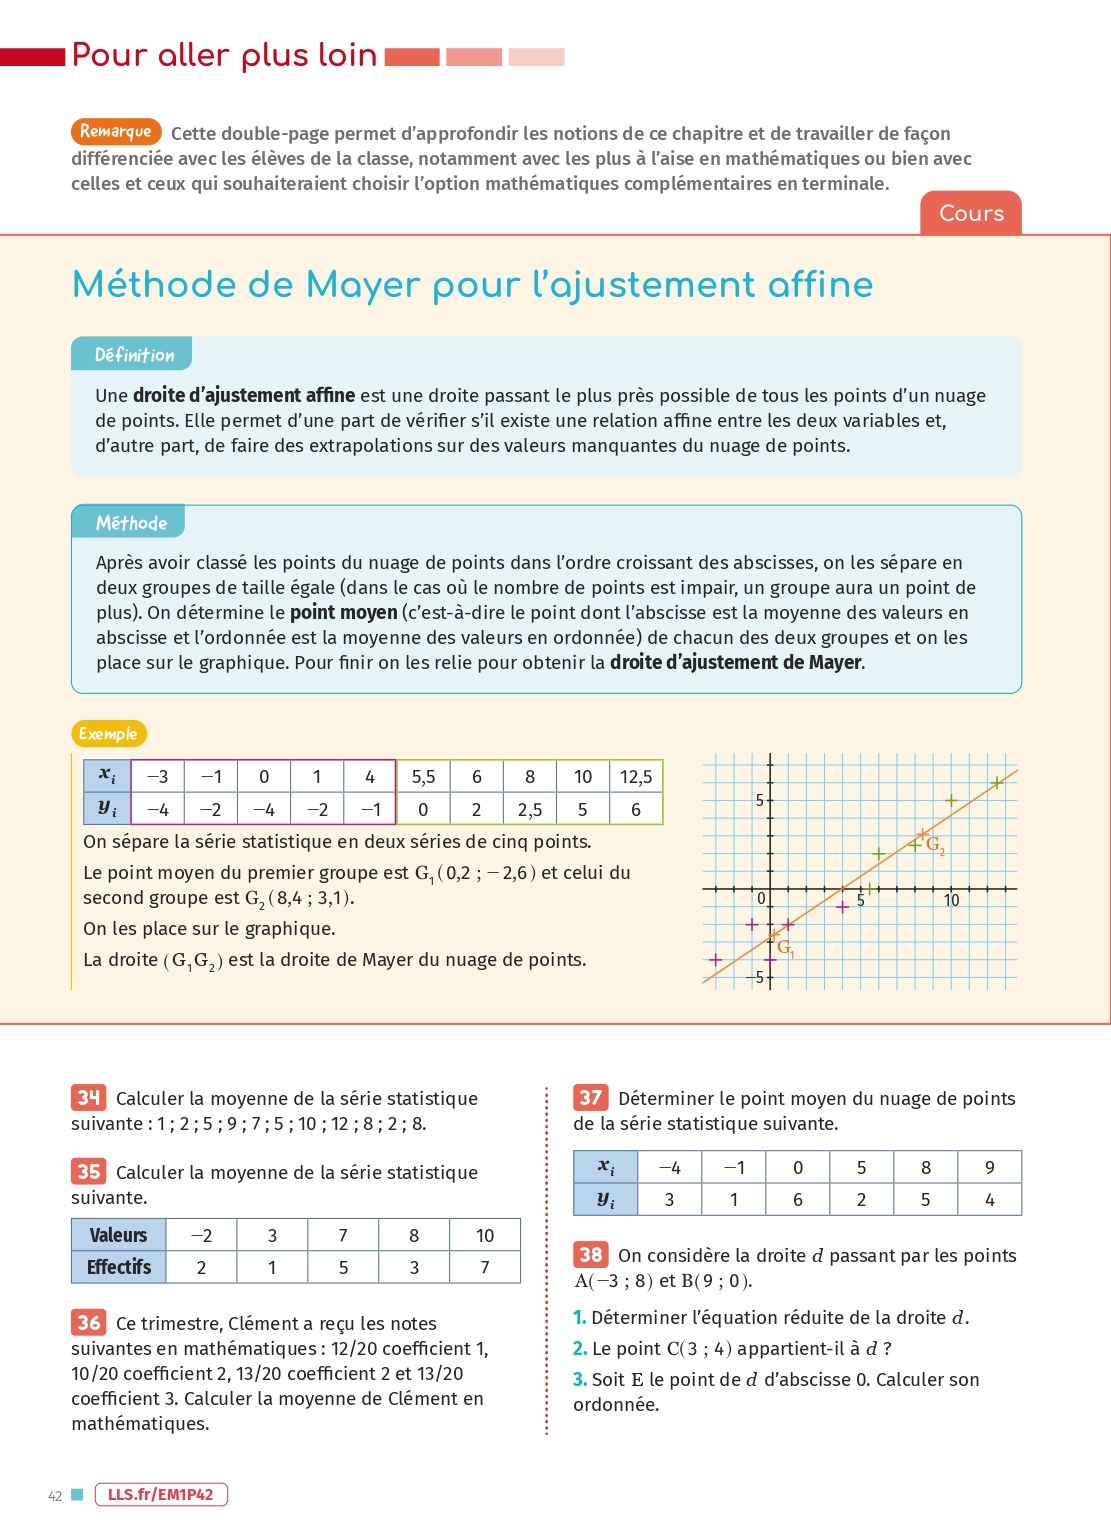 Pour aller plus loin
Remarque Cette double-page permet d’approfondir les notions de ce chapitre et de travailler de façon
différenciée avec les élèves de la classe, notamment avec les plus à l’aise en mathématiques ou bien avec
celles et ceux qui souhaiteraient choisir l’option mathématiques complémentaires en terminale.
Cours
Méthode de Mayer pour l’ajustement affine
Définition
Une droite d’ajustement affine est une droite passant le plus près possible de tous les points d’un nuage
de points. Elle permet d’une part de vérifier s’il existe une relation affine entre les deux variables et,
d’autre part, de faire des extrapolations sur des valeurs manquantes du nuage de points.
Méthode
Après avoir classé les points du nuage de points dans l’ordre croissant des abscisses, on les sépare en
deux groupes de taille égale (dans le cas où le nombre de points est impair, un groupe aura un point de
plus). On détermine le point moyen (c’est-à-dire le point dont l’abscisse est la moyenne des valeurs en
abscisse et l’ordonnée est la moyenne des valeurs en ordonnée) de chacun des deux groupes et on les
place sur le graphique. Pour finir on les relie pour obtenir la droite d’ajustement de Mayer.
Exemple
x_i −3 −1 0 1 4 5,5 6 8 10 12,5
y_i −4 −2 −4 −2 −1 0 2 2,5 5 6
On sépare la série statistique en deux séries de cinq points.
Le point moyen du premier groupe est G₁(0,2 ; −2,6) et celui du
second groupe est G₂(8,4 ; 3,1).
On les place sur le graphique.
La droite (G₁G₂) est la droite de Mayer du nuage de points.
5
G₂
0 5 10
G₁
−5
34 Calculer la moyenne de la série statistique
suivante : 1 ; 2 ; 5 ; 9 ; 7 ; 5 ; 10 ; 12 ; 8 ; 2 ; 8.
35 Calculer la moyenne de la série statistique
suivante.
Valeurs −2 3 7 8 10
Effectifs 2 1 5 3 7
36 Ce trimestre, Clément a reçu les notes
suivantes en mathématiques : 12/20 coefficient 1,
10/20 coefficient 2, 13/20 coefficient 2 et 13/20
coefficient 3. Calculer la moyenne de Clément en
mathématiques.
37 Déterminer le point moyen du nuage de points
de la série statistique suivante.
x_i −4 −1 0 5 8 9
y_i 3 1 6 2 5 4
38 On considère la droite d passant par les points
A(−3 ; 8) et B(9 ; 0).
1. Déterminer l’équation réduite de la droite d.
2. Le point C(3 ; 4) appartient-il à d ?
3. Soit E le point de d d’abscisse 0. Calculer son
ordonnée.
42 LLS.fr/EM1P42